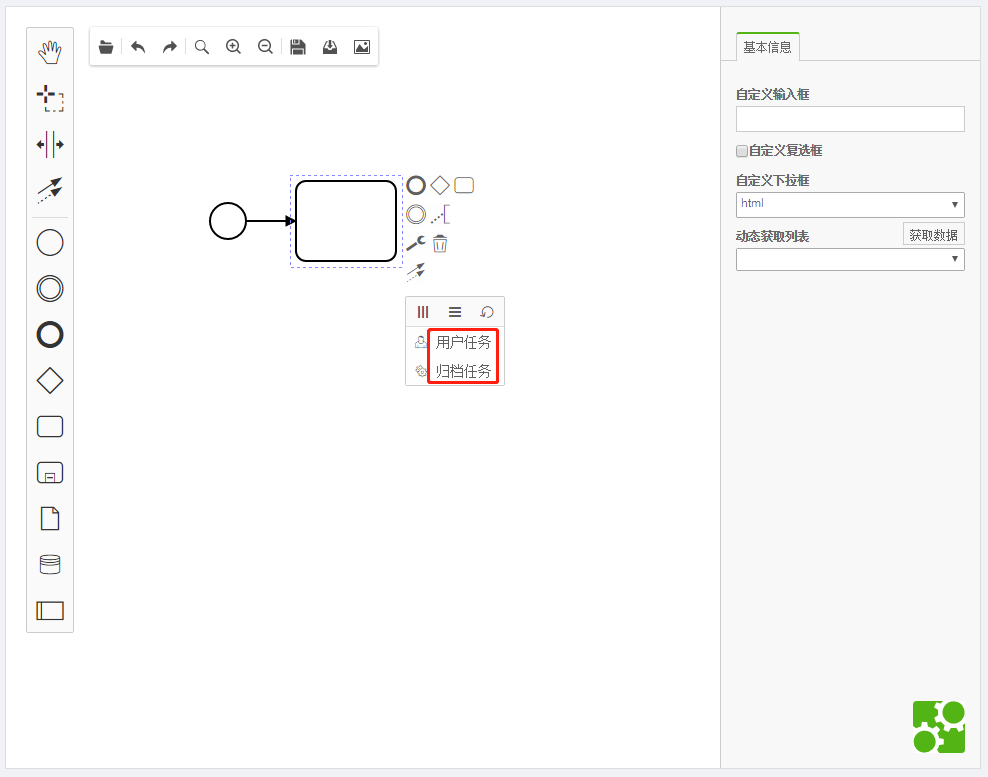 基本信息
自定义输入框
自定义复选框
自定义下拉框
html
动态获取列表
获取数据
用户任务
归档任务